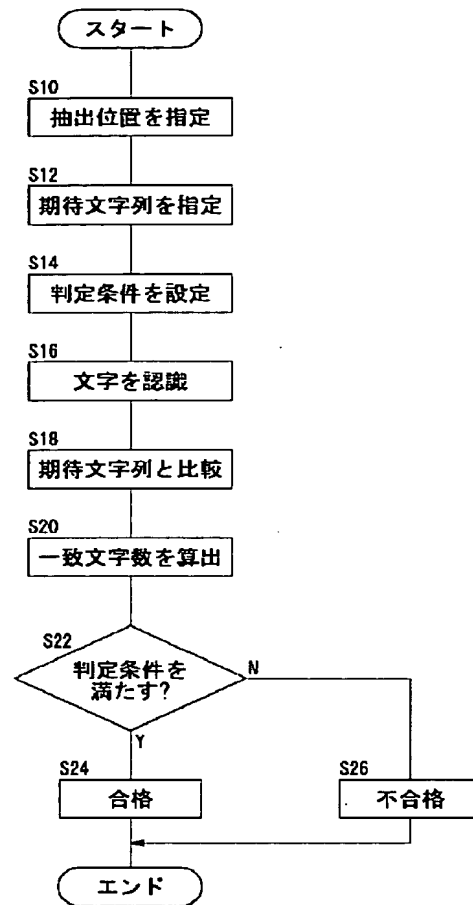 スタート
S10
抽出位置を指定
S12
期待文字列を指定
S14
判定条件を設定
S16
文字を認識
S18
期待文字列と比較
S20
一致文字数を算出
S22
判定条件を
満たす?
N
Y
S24
合格
S26
不合格
エンド